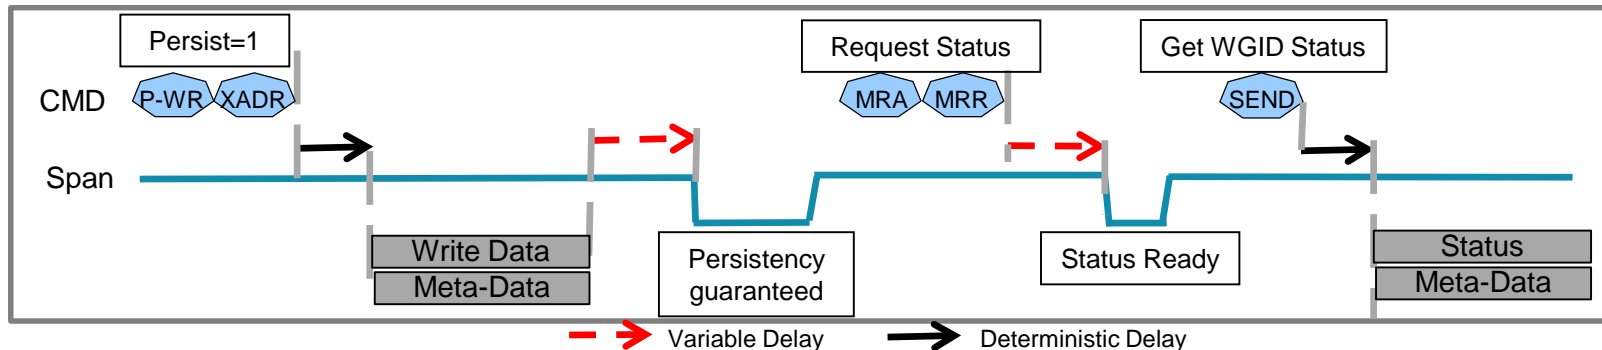 Persist=1
Request Status
Get WGID Status
CMD
P-WR
XADR
MRA
MRR
SEND
Span
Write Data
Meta-Data
Persistency
guaranteed
Status Ready
Status
Meta-Data
Variable Delay
Deterministic Delay